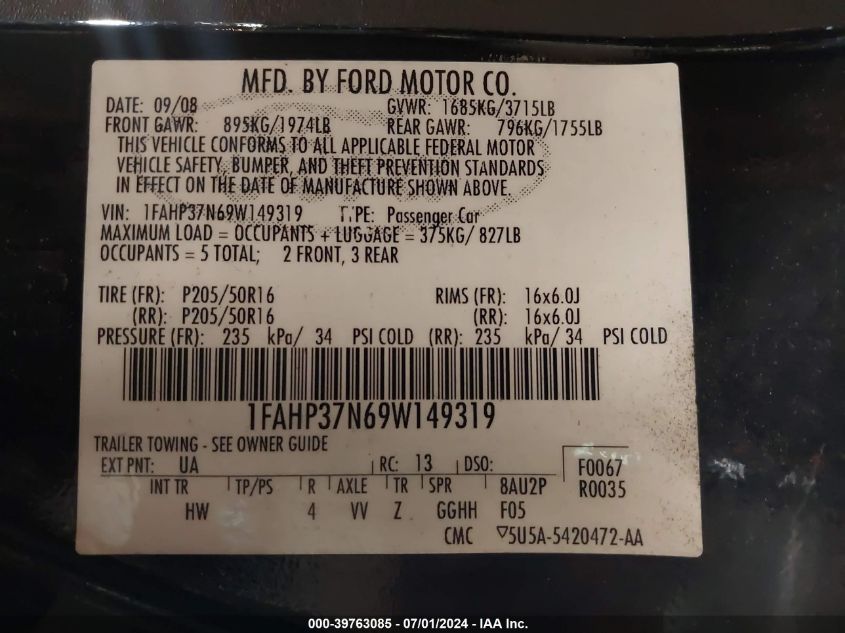 MFD. BY FORD MOTOR CO.
DATE: 09/08 GVWR: 1685KG/3715LB
FRONT GAWR: 895KG/1974LB REAR GAWR: 796KG/1755LB
THIS VEHICLE CONFORMS TO ALL APPLICABLE FEDERAL MOTOR
VEHICLE SAFETY, BUMPER, AND THEFT PREVENTION STANDARDS
IN EFFECT ON THE DATE OF MANUFACTURE SHOWN ABOVE.
VIN: 1FAHP37N69W149319 TYPE: Passenger Car
MAXIMUM LOAD = OCCUPANTS + LUGGAGE = 375KG/ 827LB
OCCUPANTS = 5 TOTAL; 2 FRONT, 3 REAR
TIRE (FR): P205/50R16 RIMS (FR): 16x6.0J
(RR): P205/50R16 (RR): 16x6.0J
PRESSURE (FR): 235 kPa/ 34 PSI COLD (RR): 235 kPa/ 34 PSI COLD
1FAHP37N69W149319
TRAILER TOWING - SEE OWNER GUIDE
EXT PNT: UA RC: 13 DSO: F0067
INT TR TP/PS R AXLE TR SPR 8AU2P R0035
HW 4 VV Z GGHH F05
CMC 5U5A-5420472-AA
000-39763085 - 07/01/2024 - IAA Inc.